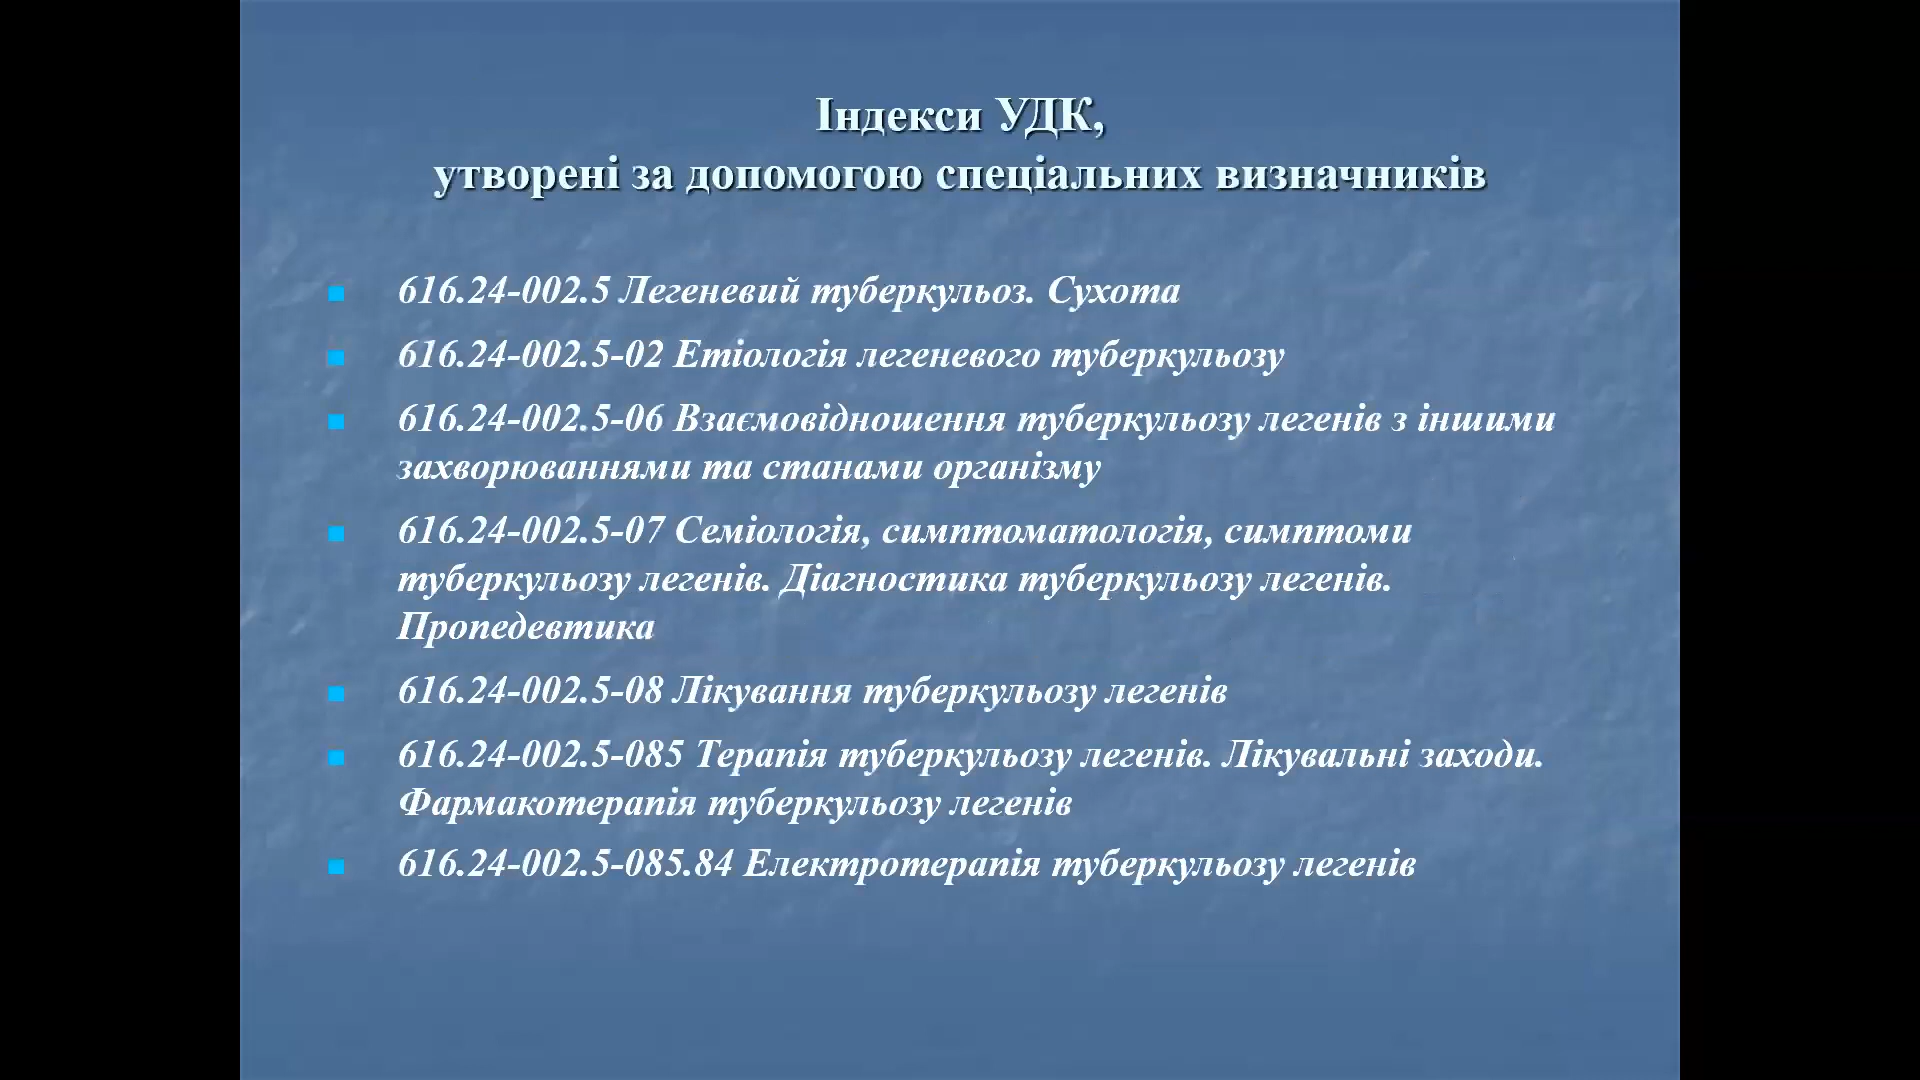 Індекси УДК,
утворені за допомогою спеціальних визначників
616.24-002.5 Легеневий туберкульоз. Сухота
616.24-002.5-02 Етіологія легеневого туберкульозу
616.24-002.5-06 Взаємовідношення туберкульозу легенів з іншими
захворюваннями та станами організму
616.24-002.5-07 Семіологія, симптоматологія, симптоми
туберкульозу легенів. Діагностика туберкульозу легенів.
Пропедевтика
616.24-002.5-08 Лікування туберкульозу легенів
616.24-002.5-085 Терапія туберкульозу легенів. Лікувальні заходи.
Фармакотерапія туберкульозу легенів
616.24-002.5-085.84 Електротерапія туберкульозу легенів